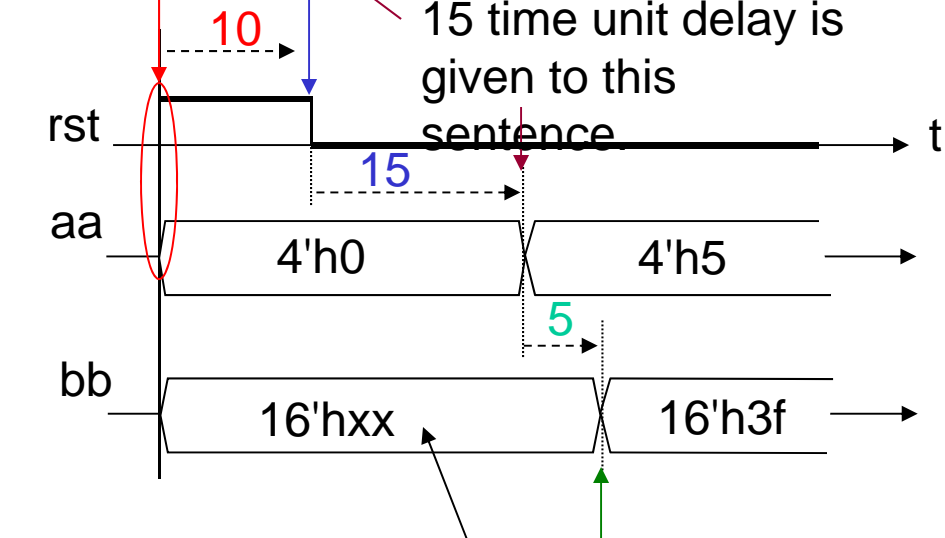 10
15 time unit delay is
given to this
sentence.
rst
t
15
aa
4'h0
4'h5
5
bb
16'hxx
16'h3f